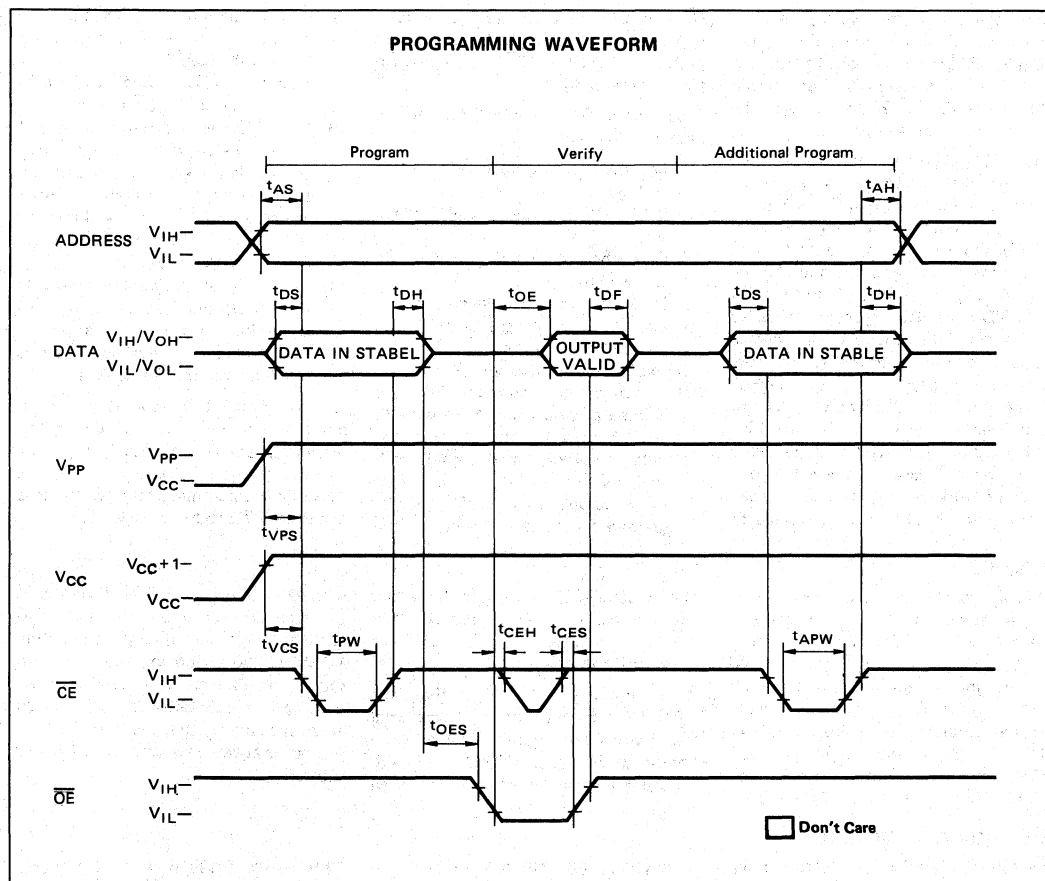 PROGRAMMING WAVEFORM
Program Verify Additional Program
tAS tAH
ADDRESS VIH
VIL
tDS tDH tOE tDF tDS tDH
DATA VIH/VOH DATA IN STABEL OUTPUT VALID DATA IN STABLE
VIL/VOL
VPP VPP
VCC
tVPS
VCC VCC+1
VCC
tVCS tPW tCEH tCES tAPW
CE VIH
VIL
tOES
OE VIH
VIL
Don't Care